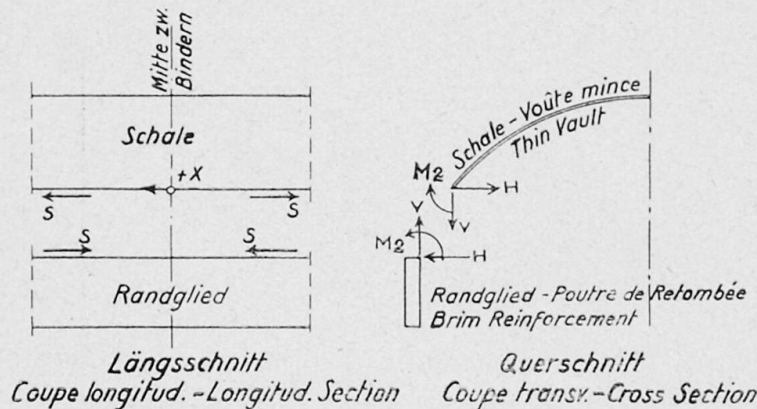 Mitte zw.
Bindern
Schale
+X
S
S
S
S
Randglied
Längsschnitt
Coupe longitud. - Longitud. Section
Schale - Voûte mince
Thin Vault
M2
H
V
V
M2
H
Randglied - Poutre de Retombée
Brim Reinforcement
Querschnitt
Coupe transv. - Cross Section